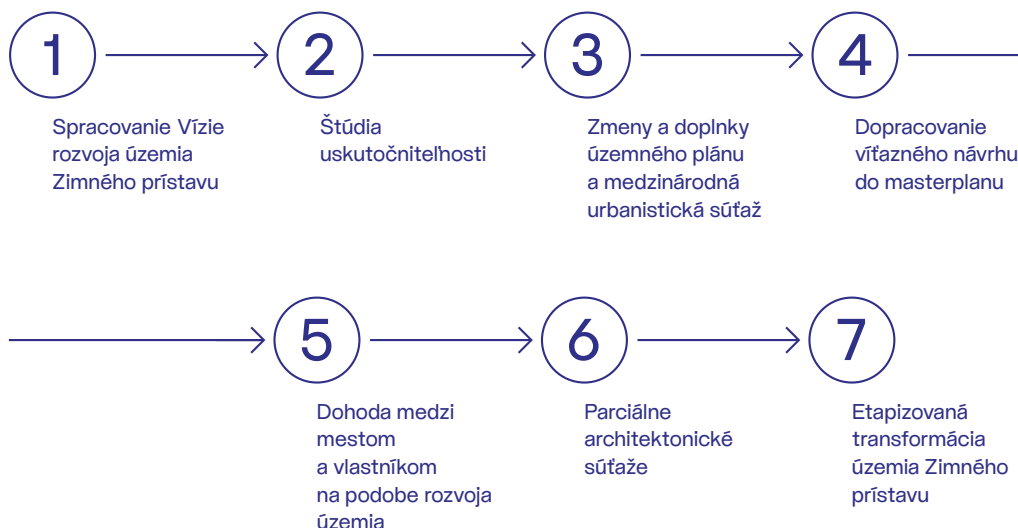 1
Spracovanie Vízie
rozvoja územia
Zimného prístavu
2
Štúdia
uskutočniteľnosti
3
Zmeny a doplnky
územného plánu
a medzinárodná
urbanistická súťaž
4
Dopracovanie
víťazného návrhu
do masterplanu
5
Dohoda medzi
mestom
a vlastníkom
na podobe rozvoja
územia
6
Parciálne
architektonické
súťaže
7
Etapizovaná
transformácia
územia Zimného
prístavu